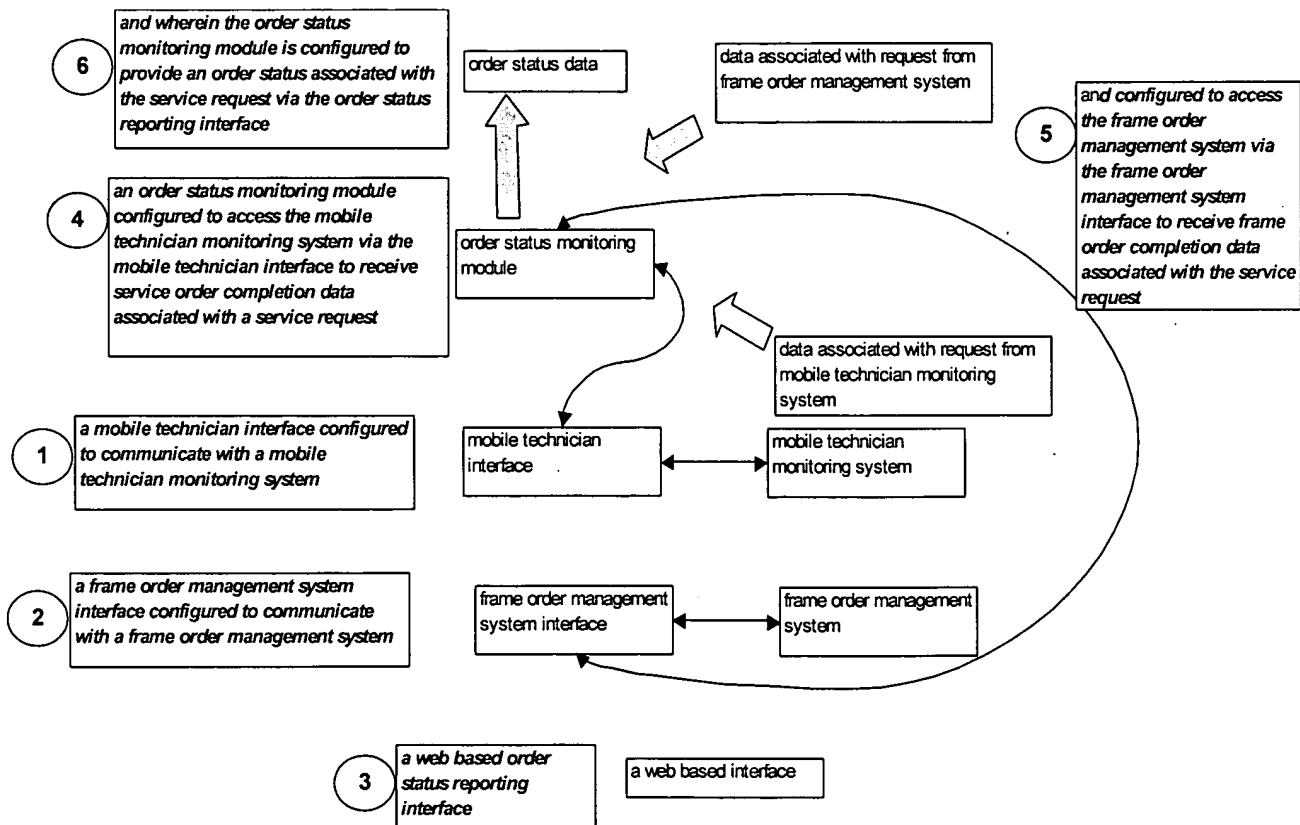 6
and wherein the order status
monitoring module is configured to
provide an order status associated with
the service request via the order status
reporting interface
order status data
data associated with request from
frame order management system
5
and configured to access
the frame order
management system via
the frame order
management system
interface to receive frame
order completion data
associated with the service
request
4
an order status monitoring module
configured to access the mobile
technician monitoring system via the
mobile technician interface to receive
service order completion data
associated with a service request
order status monitoring
module
data associated with request from
mobile technician monitoring
system
1
a mobile technician interface configured
to communicate with a mobile
technician monitoring system
mobile technician
interface
mobile technician
monitoring system
2
a frame order management system
interface configured to communicate
with a frame order management system
frame order management
system interface
frame order management
system
3
a web based order
status reporting
interface
a web based interface